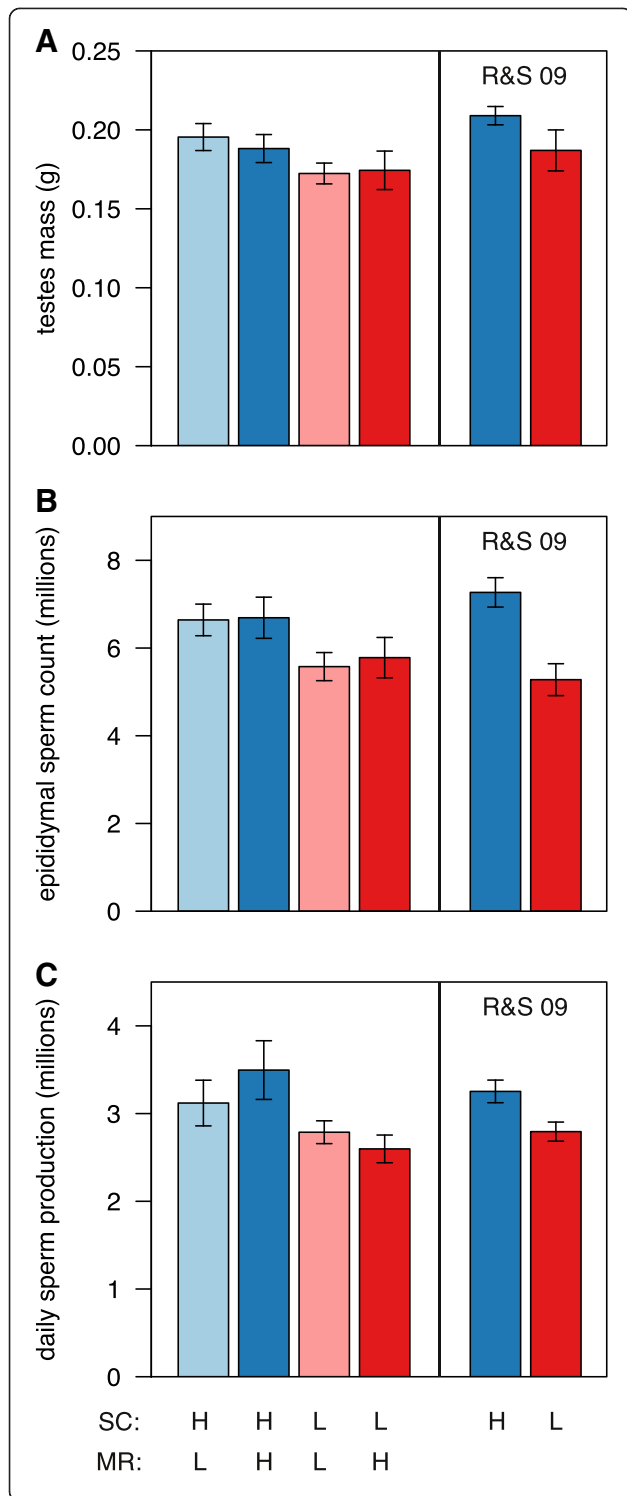 A
testes mass (g)
0.25
0.20
0.15
0.10
0.05
0.00
R&S 09
B
epididymal sperm count (millions)
8
6
4
2
0
R&S 09
C
daily sperm production (millions)
4
3
2
1
0
R&S 09
SC: H H L L H L
MR: L H L H